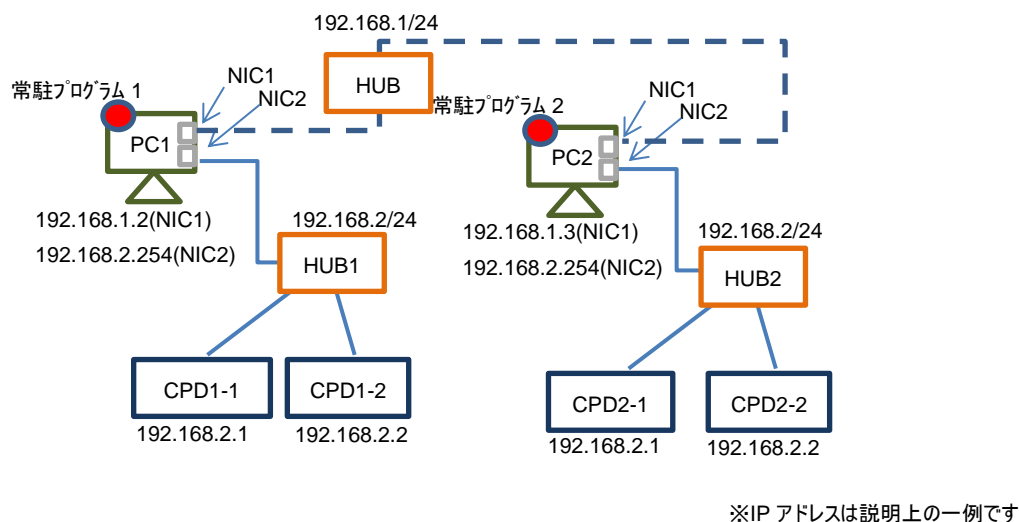 192.168.1/24
HUB
常駐プログラム 1
NIC1
NIC2
PC1
192.168.1.2(NIC1)
192.168.2.254(NIC2)
192.168.2/24
HUB1
CPD1-1
192.168.2.1
CPD1-2
192.168.2.2
常駐プログラム 2
NIC1
NIC2
PC2
192.168.1.3(NIC1)
192.168.2.254(NIC2)
192.168.2/24
HUB2
CPD2-1
192.168.2.1
CPD2-2
192.168.2.2
※IP アドレスは説明上の一例です